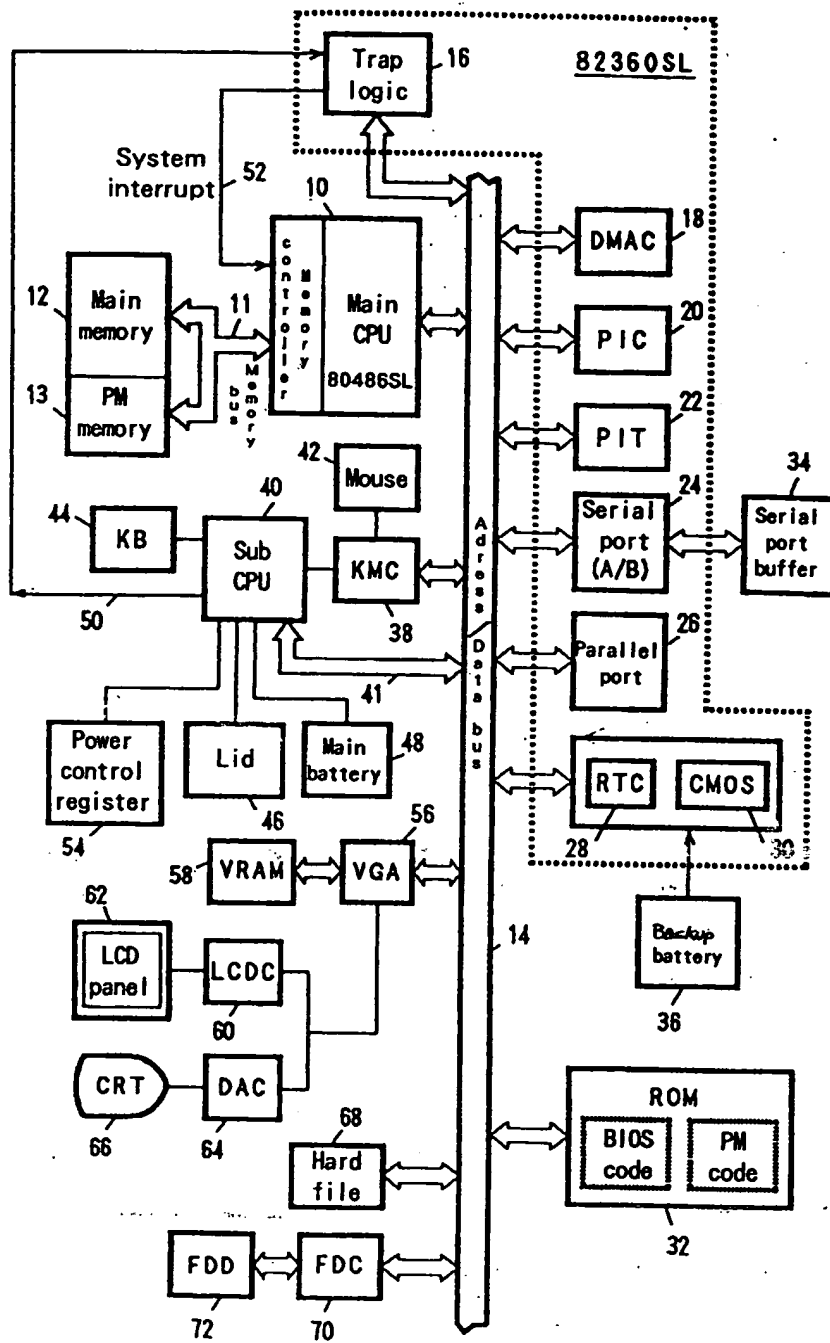 Trap
logic
16
82360SL
System
interrupt
52
10
Memory
controller
Main
CPU
80486SL
12
Main
memory
13
PM
memory
11
Memory
bus
DMAC
18
PIC
20
PIT
22
42
Mouse
44
KB
40
Sub
CPU
KMC
38
50
41
Adress/Data bus
24
Serial
port
(A/B)
34
Serial
port
buffer
26
Parallel
port
Power
control
register
54
Lid
46
Main
battery
48
RTC
28
CMOS
30
56
58
VRAM
VGA
62
LCD
panel
LCDC
60
14
Backup
battery
36
CRT
66
DAC
64
68
Hard
file
ROM
BIOS
code
PM
code
32
FDD
72
FDC
70